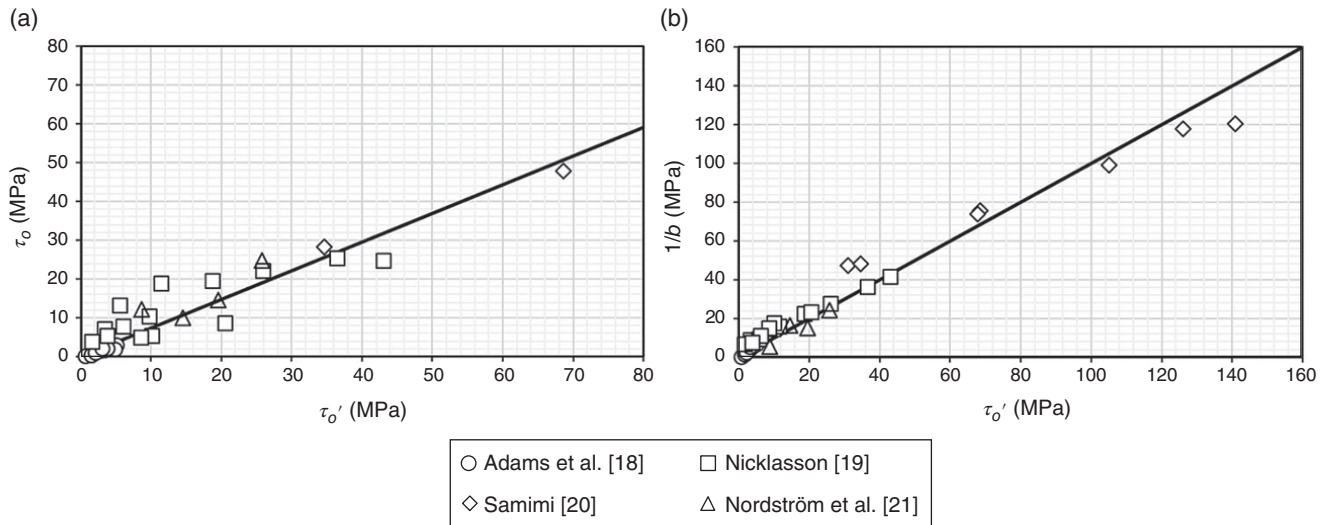 (a)
80
70
60
50
40
30
20
10
0
τo (MPa)
0 10 20 30 40 50 60 70 80
τo′ (MPa)
(b)
160
140
120
100
80
60
40
20
0
1/b (MPa)
0 20 40 60 80 100 120 140 160
τo′ (MPa)
Adams et al. [18] Nicklasson [19]
Samimi [20] Nordström et al. [21]